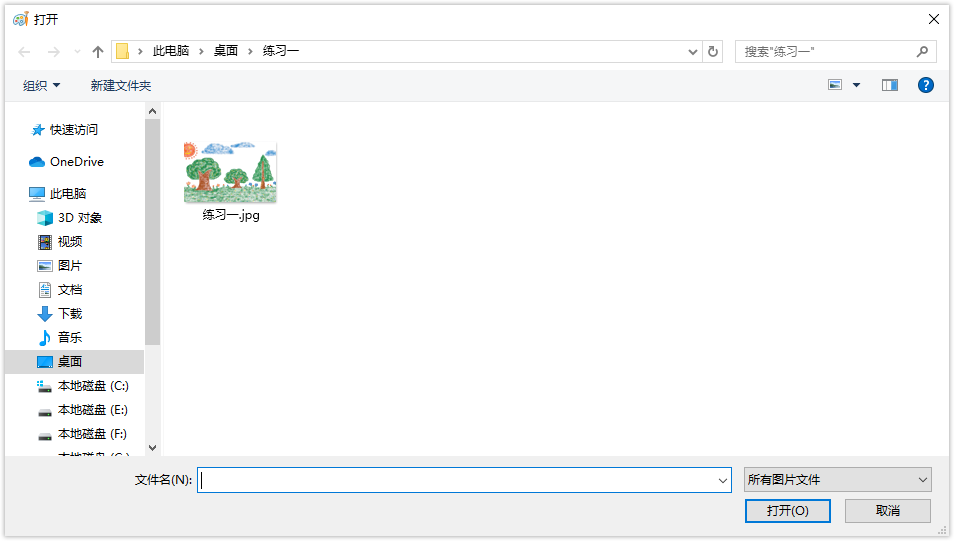 打开
此电脑 桌面 练习一
搜索"练习一"
组织 新建文件夹
快速访问
OneDrive
此电脑
3D 对象
视频
图片
文档
下载
音乐
桌面
本地磁盘 (C:)
本地磁盘 (E:)
本地磁盘 (F:)
练习一.jpg
文件名(N):
所有图片文件
打开(O) 取消